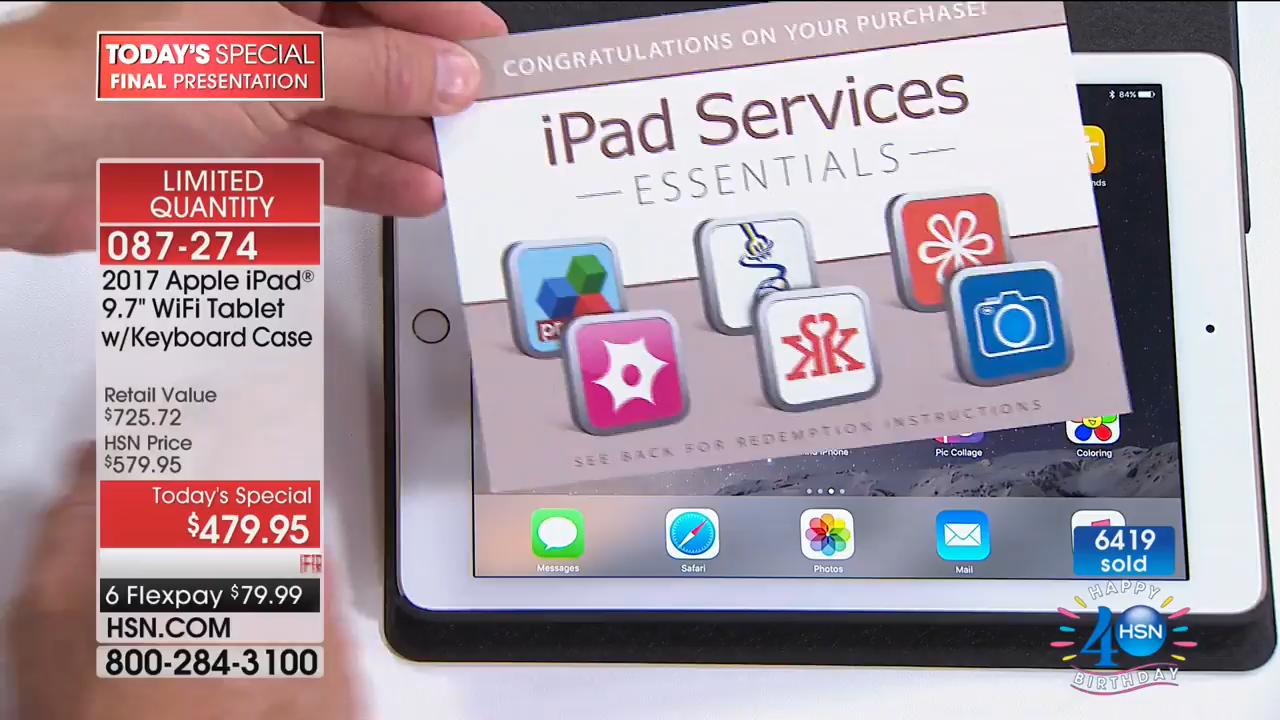 TODAY'S SPECIAL
FINAL PRESENTATION
LIMITED
QUANTITY
087-274
2017 Apple iPad®
9.7" WiFi Tablet
w/Keyboard Case
Retail Value
$725.72
HSN Price
$579.95
Today's Special
$479.95
6 Flexpay $79.99
HSN.COM
800-284-3100
CONGRATULATIONS ON YOUR PURCHASE!
iPad Services
ESSENTIALS
SEE BACK FOR REDEMPTION INSTRUCTIONS
84%
iPhone
Pic Collage
Coloring
Messages
Safari
Photos
Mail
6419
sold
HAPPY
40 HSN
BIRTHDAY